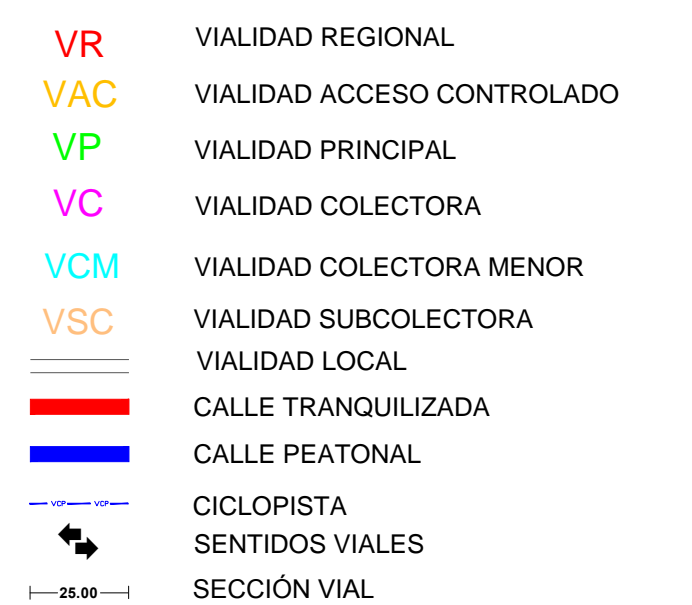 VR VIALIDAD REGIONAL
VAC VIALIDAD ACCESO CONTROLADO
VP VIALIDAD PRINCIPAL
VC VIALIDAD COLECTORA
VCM VIALIDAD COLECTORA MENOR
VSC VIALIDAD SUBCOLECTORA
VIALIDAD LOCAL
CALLE TRANQUILIZADA
CALLE PEATONAL
VCP VCP CICLOPISTA
SENTIDOS VIALES
25.00 SECCIÓN VIAL